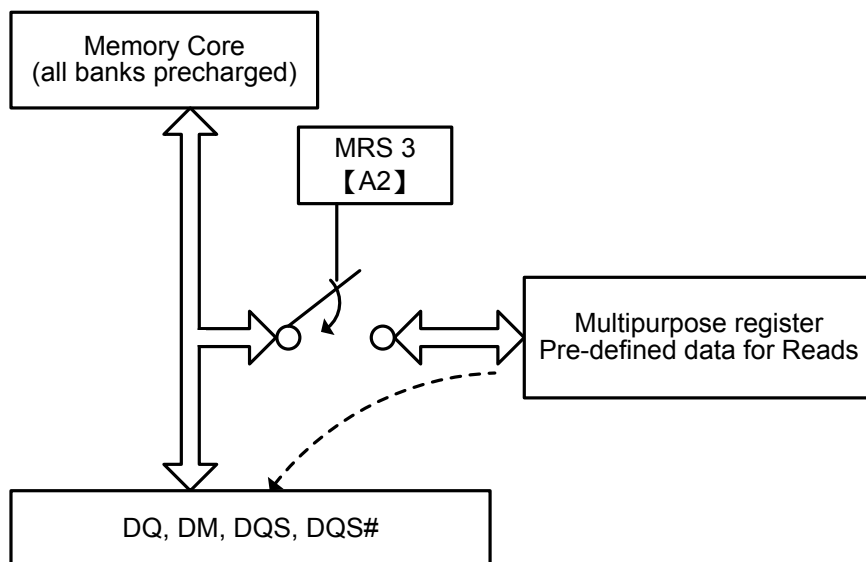 Memory Core
(all banks precharged)
MRS 3
【A2】
Multipurpose register
Pre-defined data for Reads
DQ, DM, DQS, DQS#